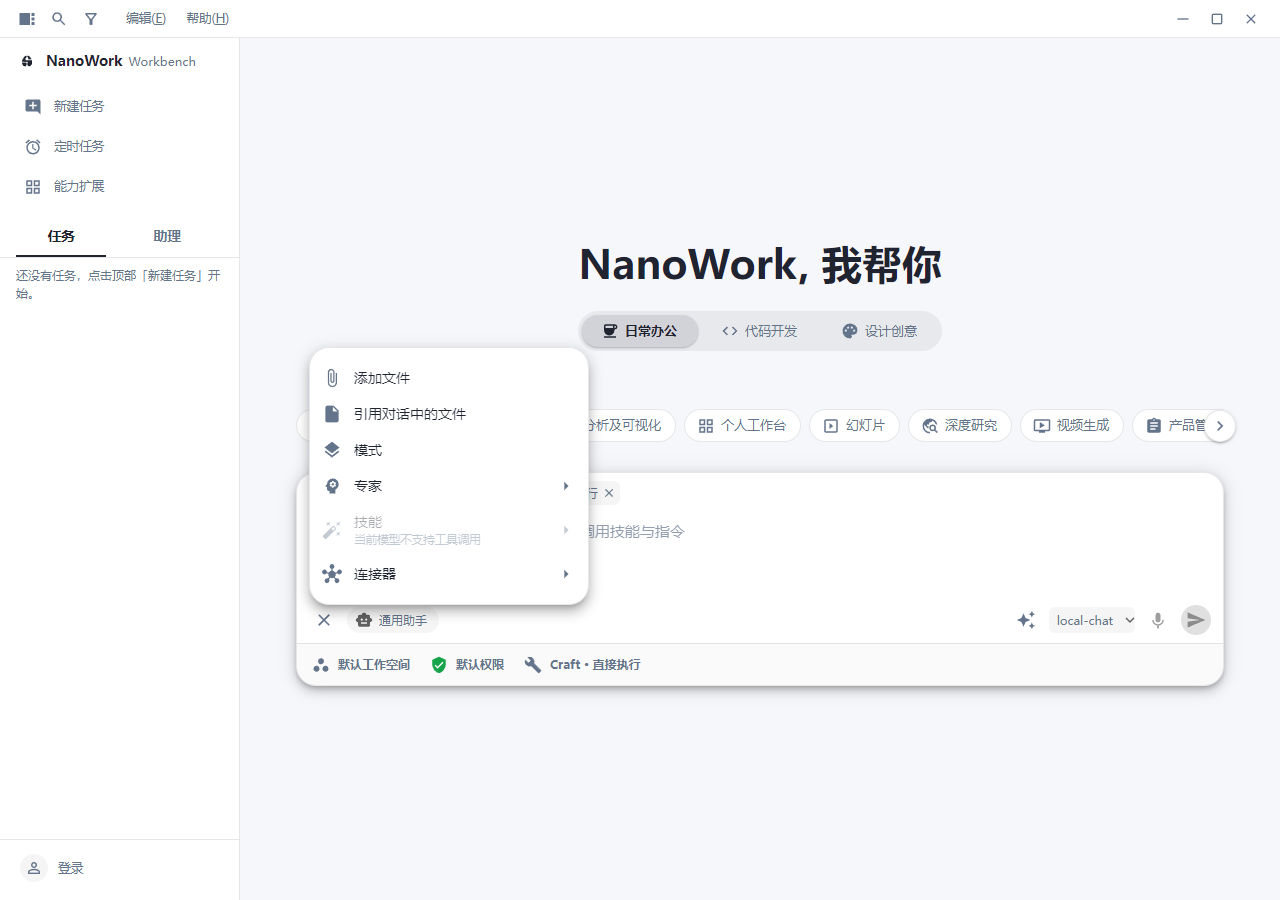 编辑(E) 帮助(H)
NanoWork Workbench
新建任务
定时任务
能力扩展
任务 助理
还没有任务，点击顶部「新建任务」开
始。
登录
NanoWork, 我帮你
日常办公 代码开发 设计创意
分析及可视化 个人工作台 幻灯片 深度研究 视频生成 产品管
添加文件
引用对话中的文件
模式
专家
技能
当前模型不支持工具调用
连接器
行
调用技能与指令
通用助手 local-chat
默认工作空间 默认权限 Craft · 直接执行